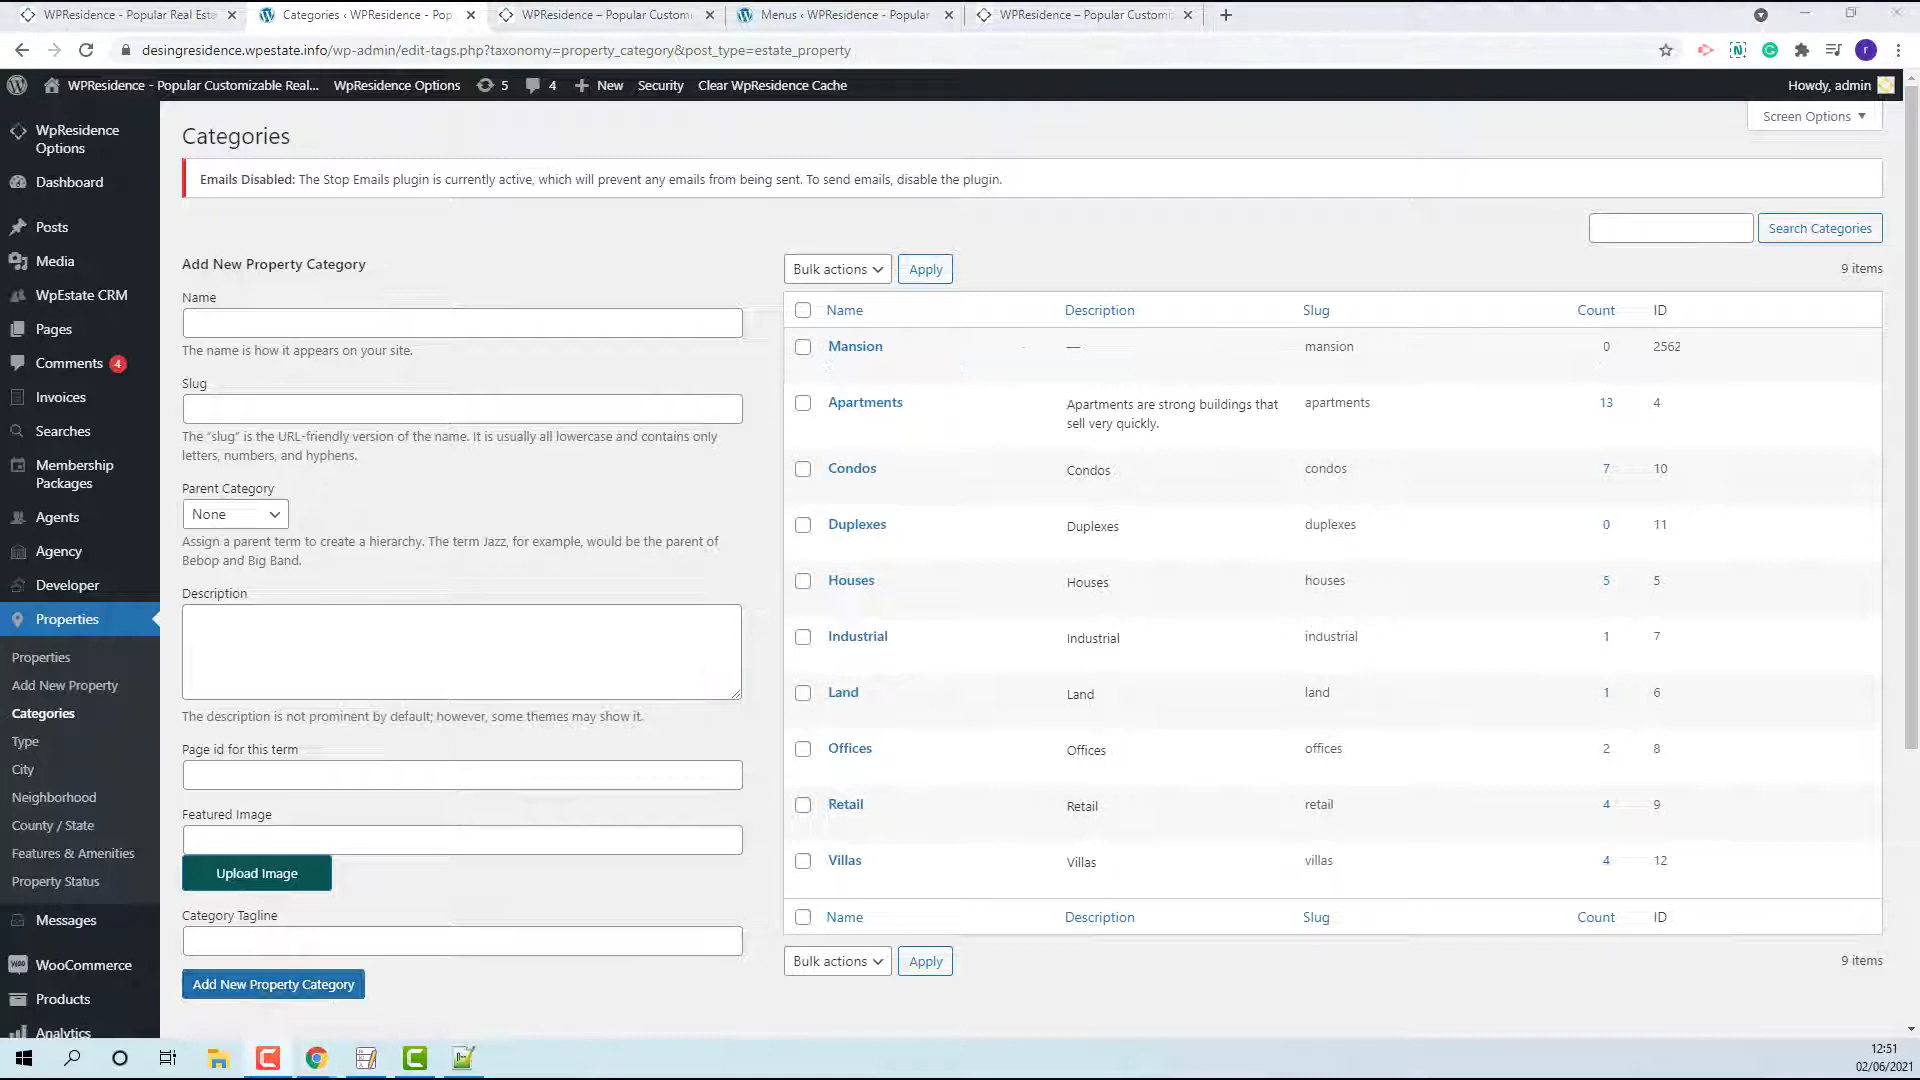 WPResidence - Popular Real Esta
Categories ‹ WPResidence - Pop
WPResidence – Popular Custom
Menus ‹ WPResidence - Popular
WPResidence – Popular Customi
desingresidence.wpestate.info/wp-admin/edit-tags.php?taxonomy=property_category&post_type=estate_property
WPResidence - Popular Customizable Real...
WpResidence Options
5
4
New
Security
Clear WpResidence Cache
Howdy, admin
WpResidence
Options
Dashboard
Posts
Media
WpEstate CRM
Pages
Comments 4
Invoices
Searches
Membership
Packages
Agents
Agency
Developer
Properties
Properties
Add New Property
Categories
Type
City
Neighborhood
County / State
Features & Amenities
Property Status
Messages
WooCommerce
Products
Analytics
Categories
Screen Options
Emails Disabled: The Stop Emails plugin is currently active, which will prevent any emails from being sent. To send emails, disable the plugin.
Search Categories
Add New Property Category
Name
The name is how it appears on your site.
Slug
The “slug” is the URL-friendly version of the name. It is usually all lowercase and contains only
letters, numbers, and hyphens.
Parent Category
None
Assign a parent term to create a hierarchy. The term Jazz, for example, would be the parent of
Bebop and Big Band.
Description
The description is not prominent by default; however, some themes may show it.
Page id for this term
Featured Image
Upload Image
Category Tagline
Add New Property Category
Bulk actions
Apply
9 items
Name Description Slug Count ID
Mansion — mansion 0 2562
Apartments Apartments are strong buildings that apartments 13 4
sell very quickly.
Condos Condos condos 7 10
Duplexes Duplexes duplexes 0 11
Houses Houses houses 5 5
Industrial Industrial industrial 1 7
Land Land land 1 6
Offices Offices offices 2 8
Retail Retail retail 4 9
Villas Villas villas 4 12
Name Description Slug Count ID
Bulk actions
Apply
9 items
12:51
02/06/2021